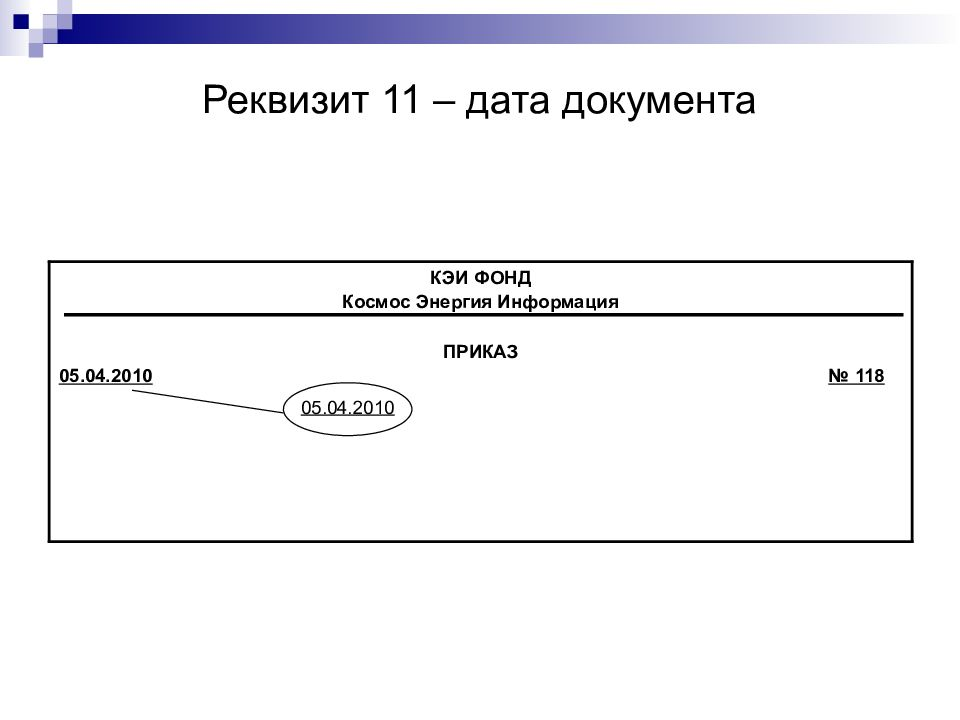 Реквизит 11 – дата документа
КЭИ ФОНД
Космос Энергия Информация
ПРИКАЗ
05.04.2010 № 118
05.04.2010